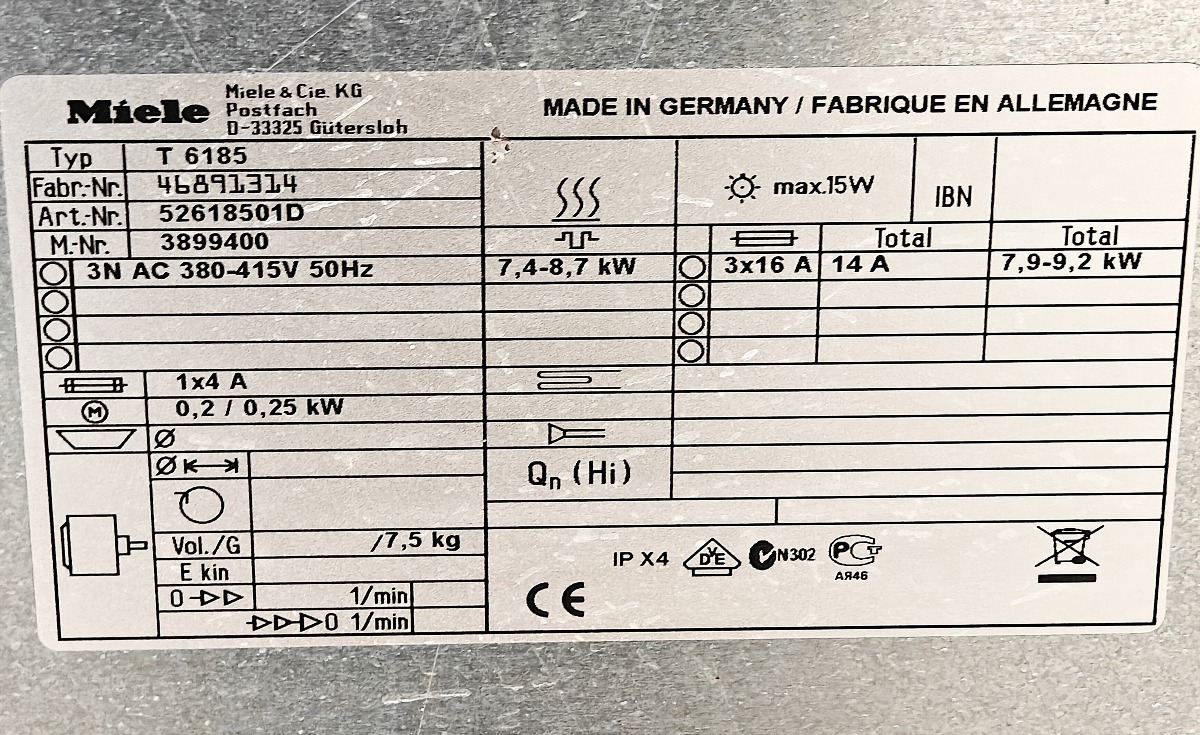 Miele
Miele & Cie. KG
Postfach
D-33325 Gütersloh
MADE IN GERMANY / FABRIQUE EN ALLEMAGNE
Typ T 6185
Fabr.-Nr. 46891314
Art.-Nr. 52618501D
M.-Nr. 3899400
max.15W
IBN
Total Total
3N AC 380-415V 50Hz 7,4-8,7 kW 3x16 A 14 A 7,9-9,2 kW
1x4 A
M 0,2 / 0,25 kW
Ø
Ø
Qn (Hi)
Vol./G /7,5 kg
E kin
0 1/min
0 1/min
IP X4 DVE N302 PCT
АЯ46
CE